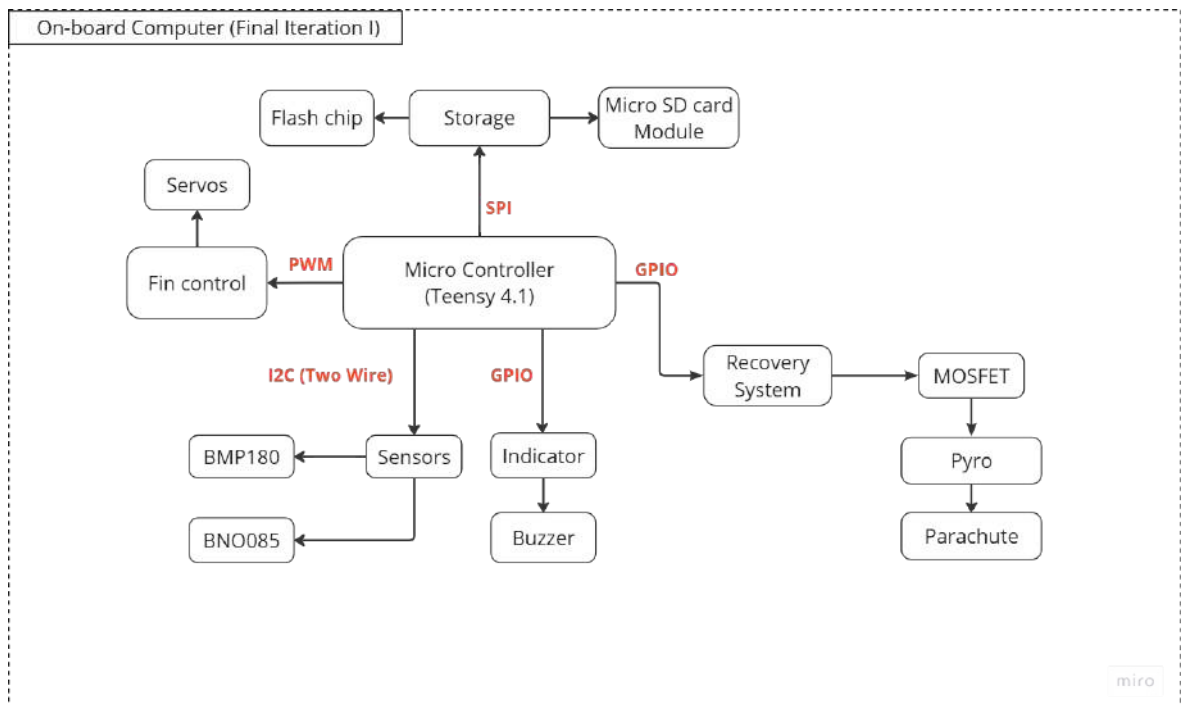 On-board Computer (Final Iteration I)
Flash chip
Storage
Micro SD card
Module
Servos
SPI
PWM
Micro Controller
(Teensy 4.1)
GPIO
Fin control
I2C (Two Wire)
GPIO
Recovery
System
MOSFET
BMP180
Sensors
Indicator
Pyro
BNO085
Buzzer
Parachute
miro